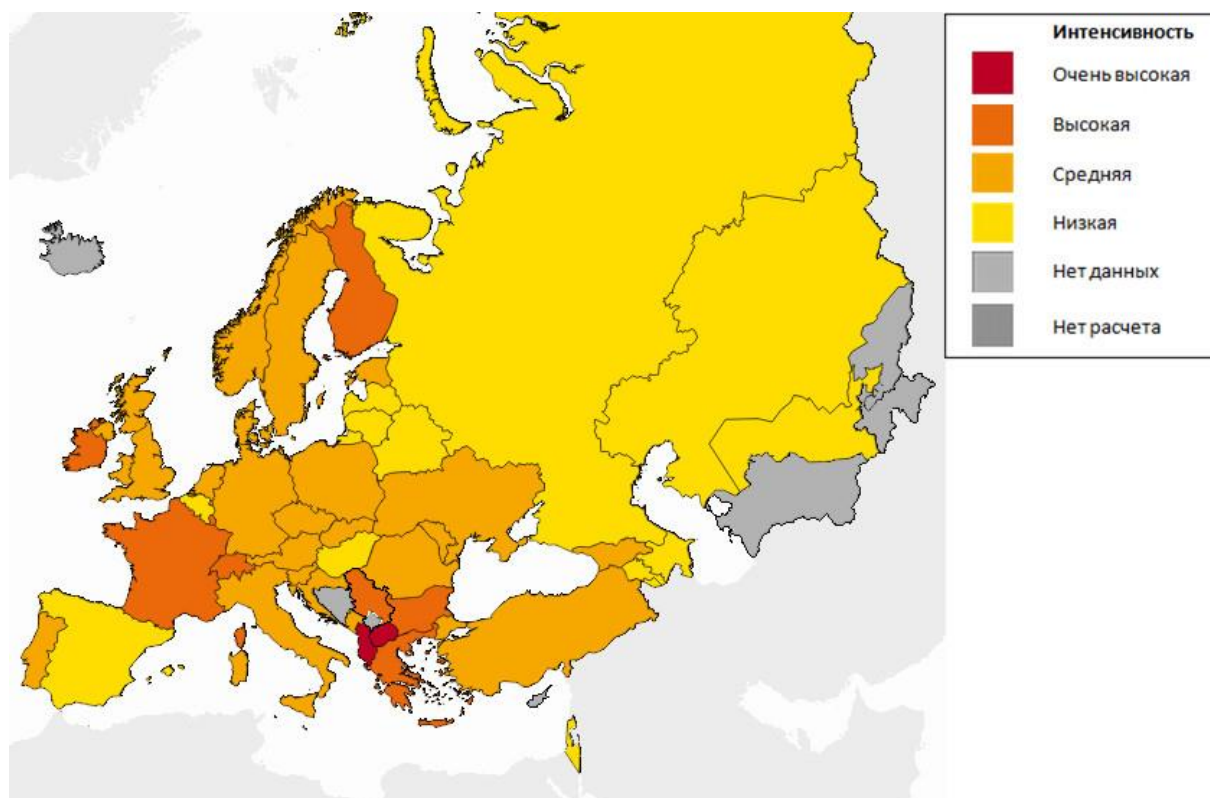 Интенсивность
Очень высокая
Высокая
Средняя
Низкая
Нет данных
Нет расчета